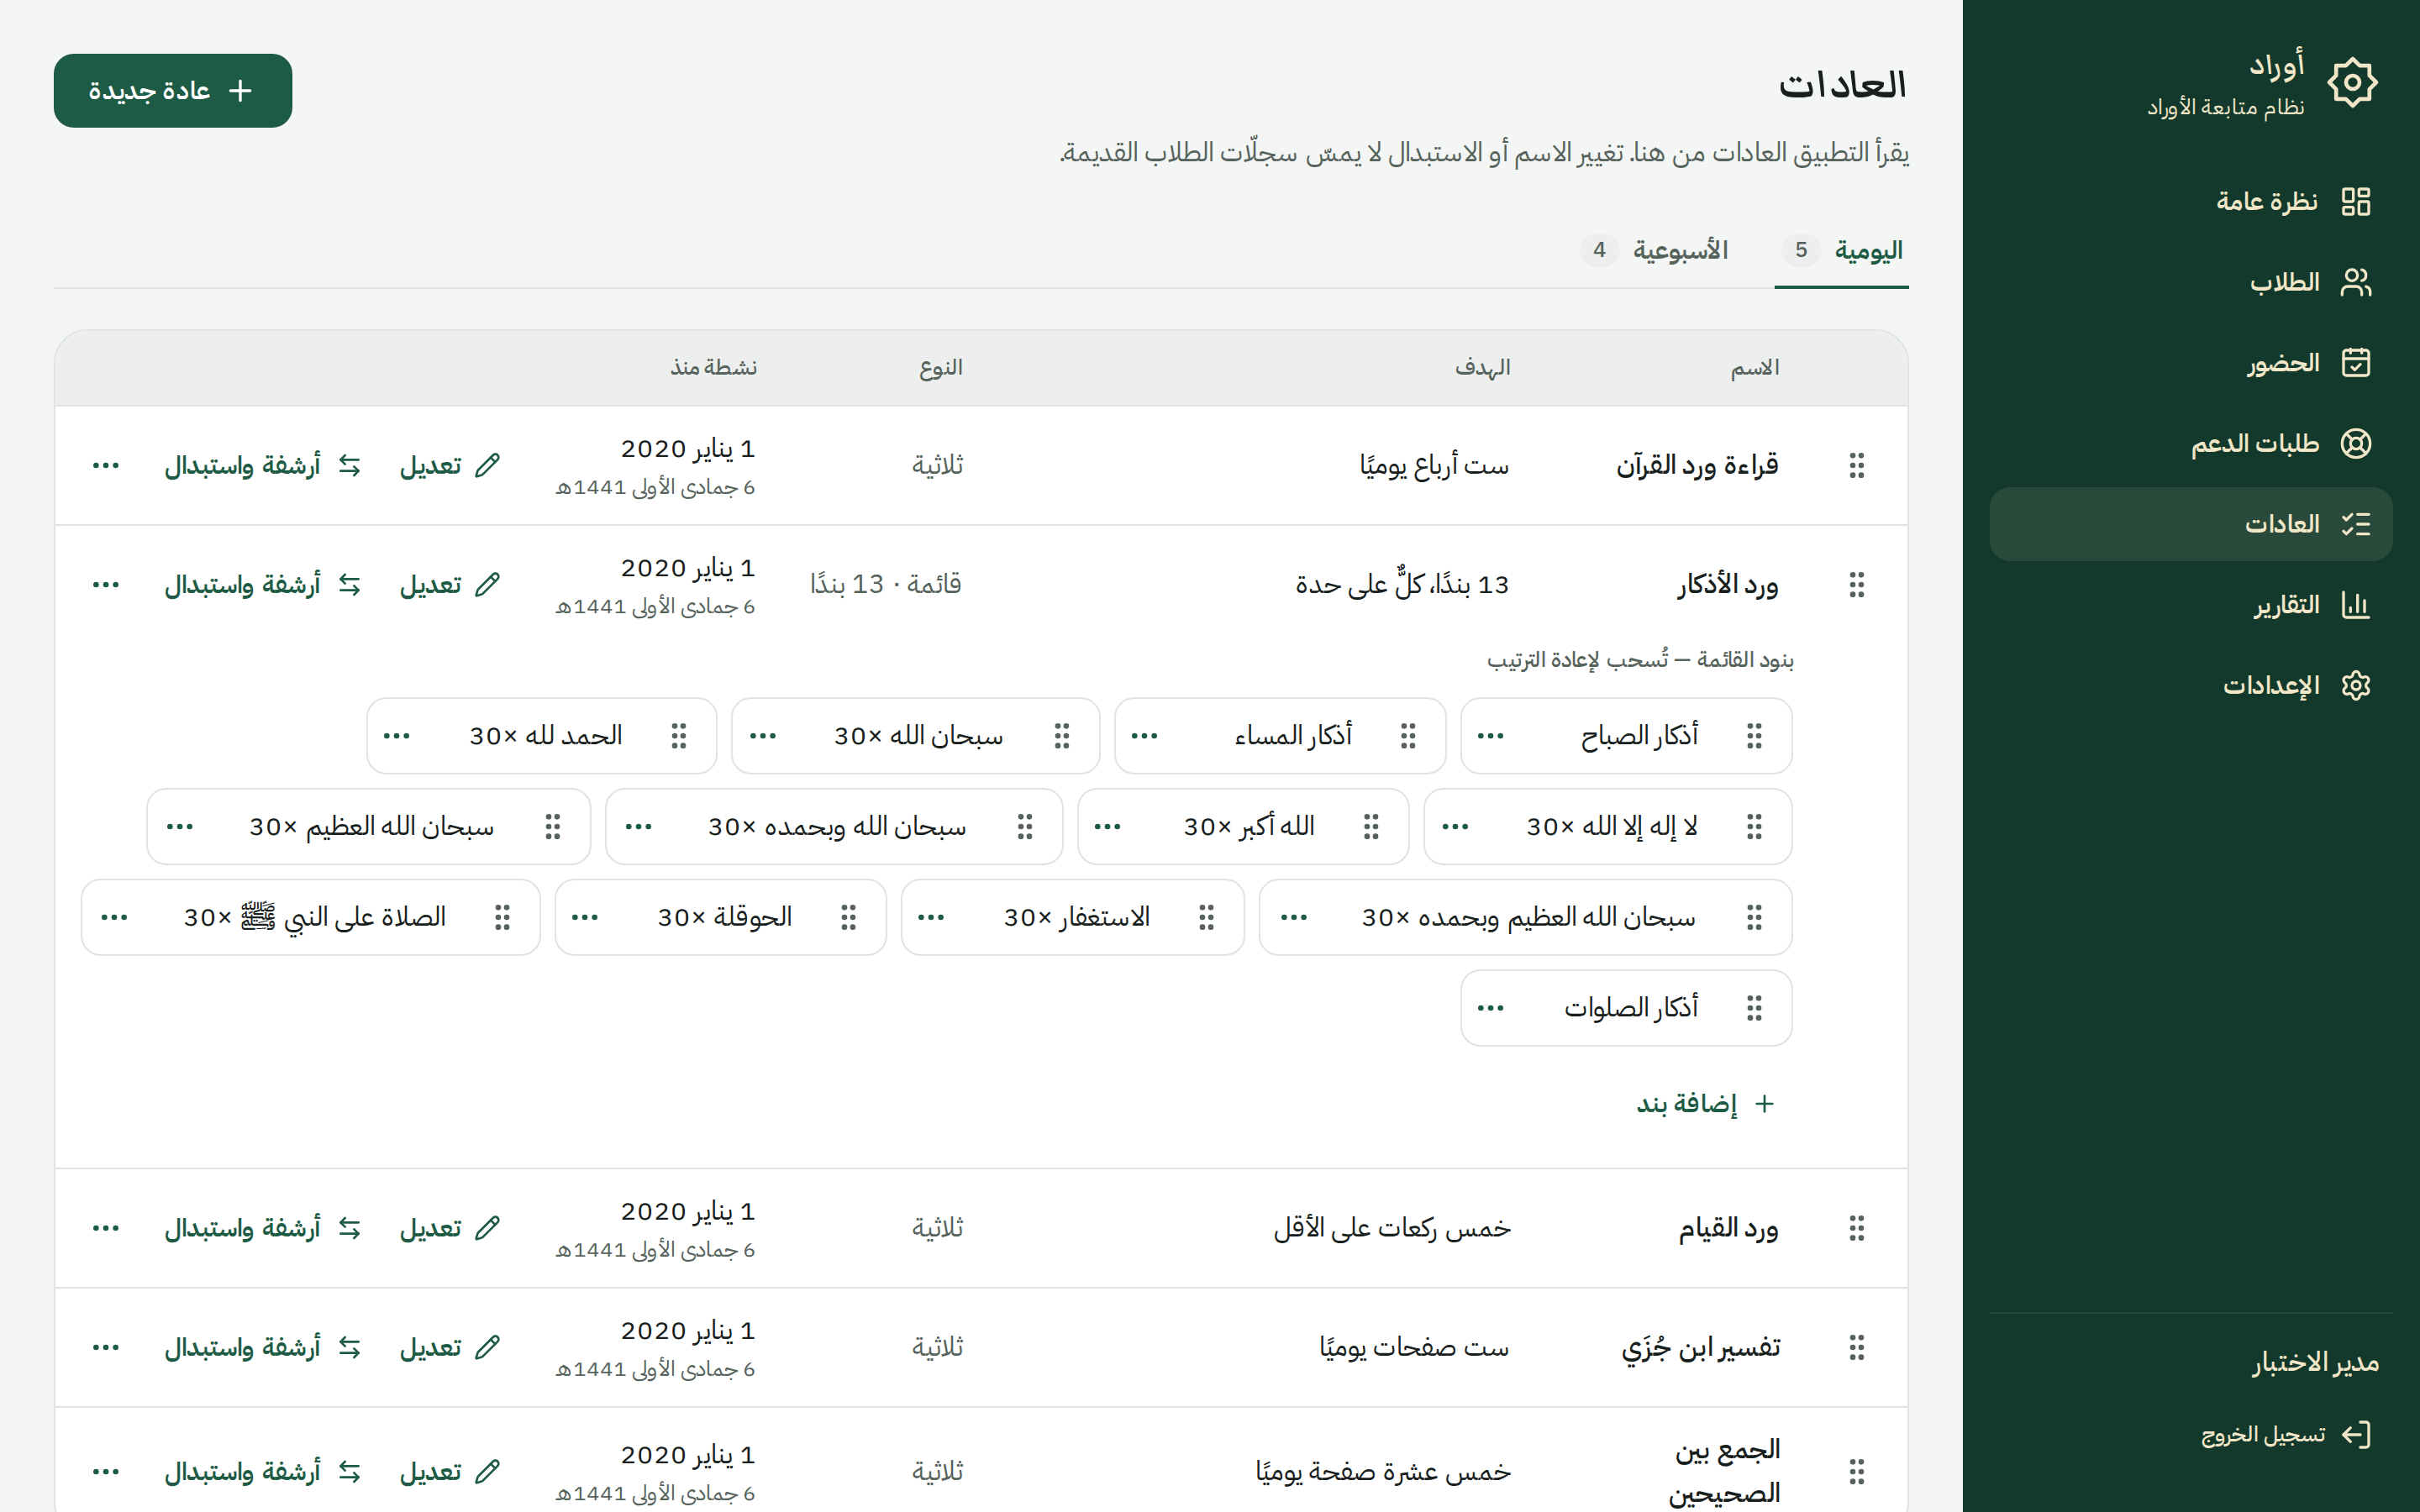 أوراد
نظام متابعة الأوراد
نظرة عامة
الطلاب
الحضور
طلبات الدعم
العادات
التقارير
الإعدادات
مدير الاختبار
تسجيل الخروج
العادات
عادة جديدة
يقرأ التطبيق العادات من هنا. تغيير الاسم أو الاستبدال لا يمسّ سجلّات الطلاب القديمة.
اليومية 5 الأسبوعية 4
الاسم الهدف النوع نشطة منذ
قراءة ورد القرآن ست أرباع يوميًا ثلاثية 1 يناير 2020 تعديل أرشفة واستبدال
6 جمادى الأولى 1441هـ
ورد الأذكار 13 بندًا، كلٌّ على حدة قائمة · 13 بندًا 1 يناير 2020 تعديل أرشفة واستبدال
6 جمادى الأولى 1441هـ
بنود القائمة – تُسحب لإعادة الترتيب
أذكار الصباح أذكار المساء سبحان الله ×30 الحمد لله ×30
لا إله إلا الله ×30 الله أكبر ×30 سبحان الله وبحمده ×30 سبحان الله العظيم ×30
سبحان الله العظيم وبحمده ×30 الاستغفار ×30 الحوقلة ×30 الصلاة على النبي ﷺ ×30
أذكار الصلوات
إضافة بند
ورد القيام خمس ركعات على الأقل ثلاثية 1 يناير 2020 تعديل أرشفة واستبدال
6 جمادى الأولى 1441هـ
تفسير ابن جُزَي ست صفحات يوميًا ثلاثية 1 يناير 2020 تعديل أرشفة واستبدال
6 جمادى الأولى 1441هـ
الجمع بين الصحيحين خمس عشرة صفحة يوميًا ثلاثية 1 يناير 2020 تعديل أرشفة واستبدال
6 جمادى الأولى 1441هـ